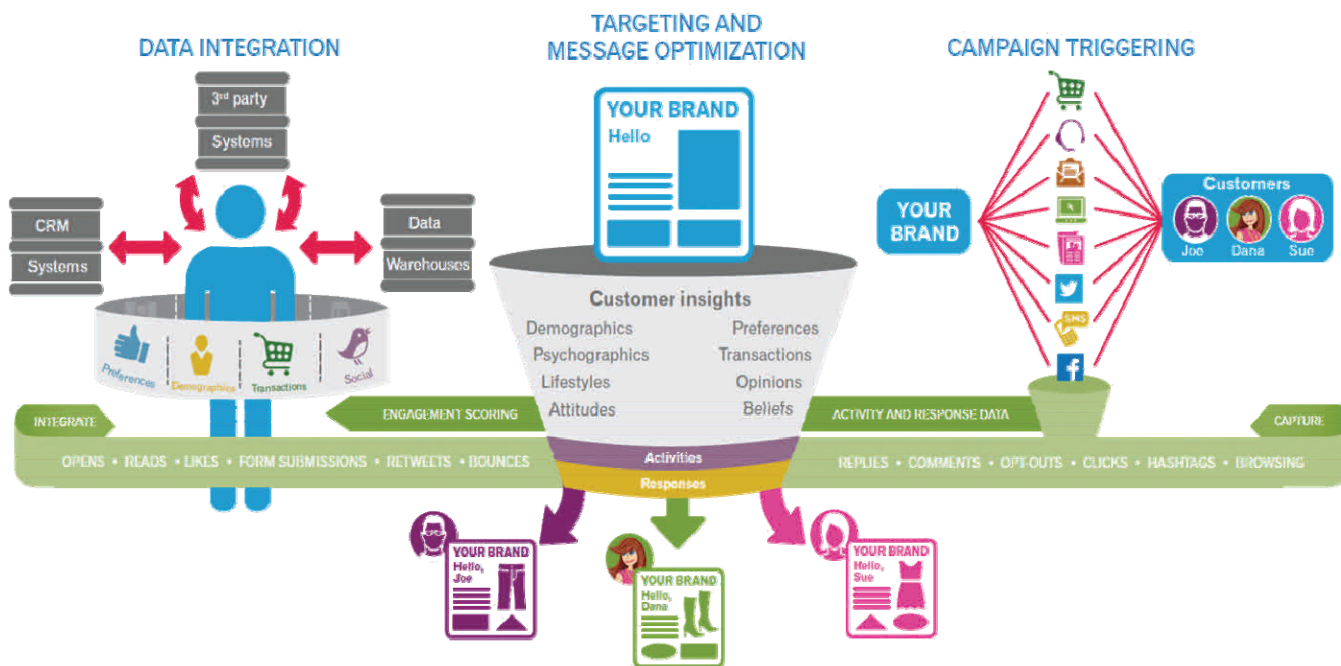 DATA INTEGRATION
3rd party
Systems
CRM
Systems
Data
Warehouses
Preferences
Demographics
Transactions
Social
TARGETING AND
MESSAGE OPTIMIZATION
YOUR BRAND
Hello
Customer insights
Demographics
Preferences
Psychographics
Transactions
Lifestyles
Opinions
Attitudes
Beliefs
Activities
Responses
CAMPAIGN TRIGGERING
YOUR
BRAND
SMS
Customers
Joe
Dana
Sue
INTEGRATE
ENGAGEMENT SCORING
ACTIVITY AND RESPONSE DATA
CAPTURE
OPENS • READS • LIKES • FORM SUBMISSIONS • RETWEETS • BOUNCES
REPLIES • COMMENTS • OPT-OUTS • CLICKS • HASHTAGS • BROWSING
YOUR BRAND
Hello,
Joe
YOUR BRAND
Hello,
Dana
YOUR BRAND
Hello,
Sue